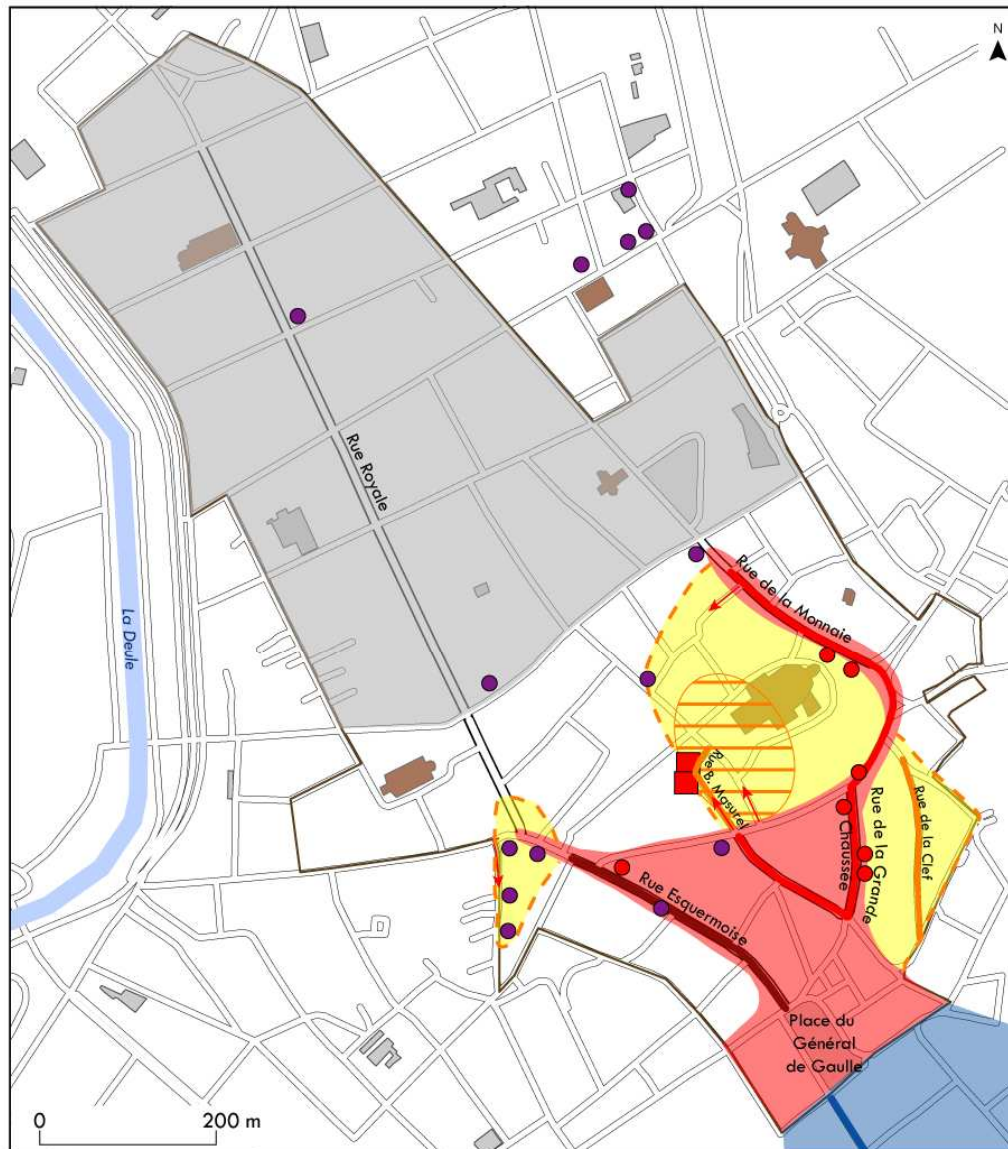 N
Rue Royale
La Deule
Rue de la Monnaie
Rue B. Masurel
Chaussée
Rue de la Grande
Rue de la Clef
Rue Esquermoise
Place du
Général
de Gaulle
0
200 m